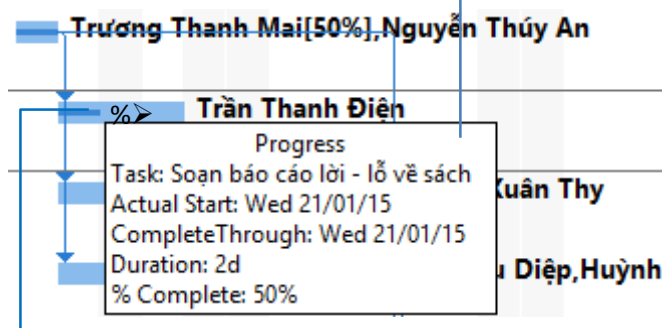 Trương Thanh Mai[50%],Nguyễn Thúy An
% Trần Thanh Điện
Progress
Task: Soạn báo cáo lời - lỗ về sách
Actual Start: Wed 21/01/15
CompleteThrough: Wed 21/01/15
Duration: 2d
% Complete: 50%
Xuân Thy
Diệp,Huỳnh